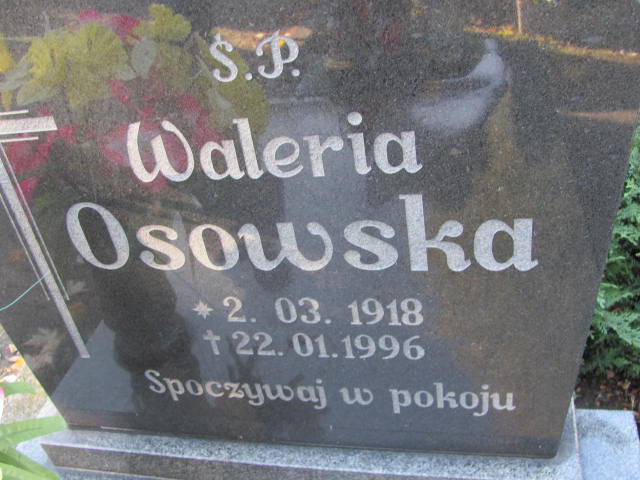 Ś.P.
Waleria
Osowska
* 2. 03. 1918
† 22.01.1996
Spoczywaj w pokoju